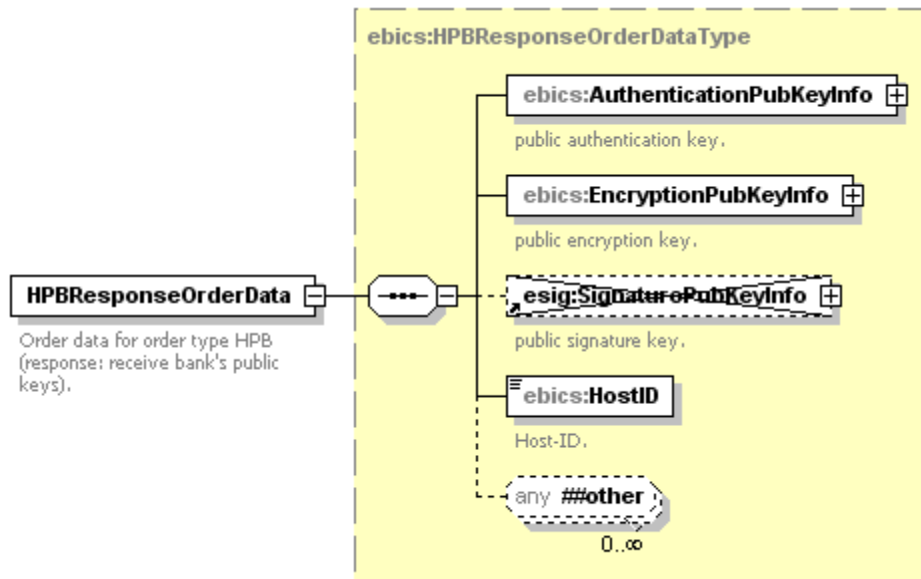 ebics:HPBResponseOrderDataType
ebics:AuthenticationPubKeyInfo
public authentication key.
ebics:EncryptionPubKeyInfo
public encryption key.
HPBResponseOrderData
Order data for order type HPB
(response: receive bank's public
keys).
esig:SignaturePubKeyInfo
public signature key.
ebics:HostID
Host-ID.
any ##other
0..∞